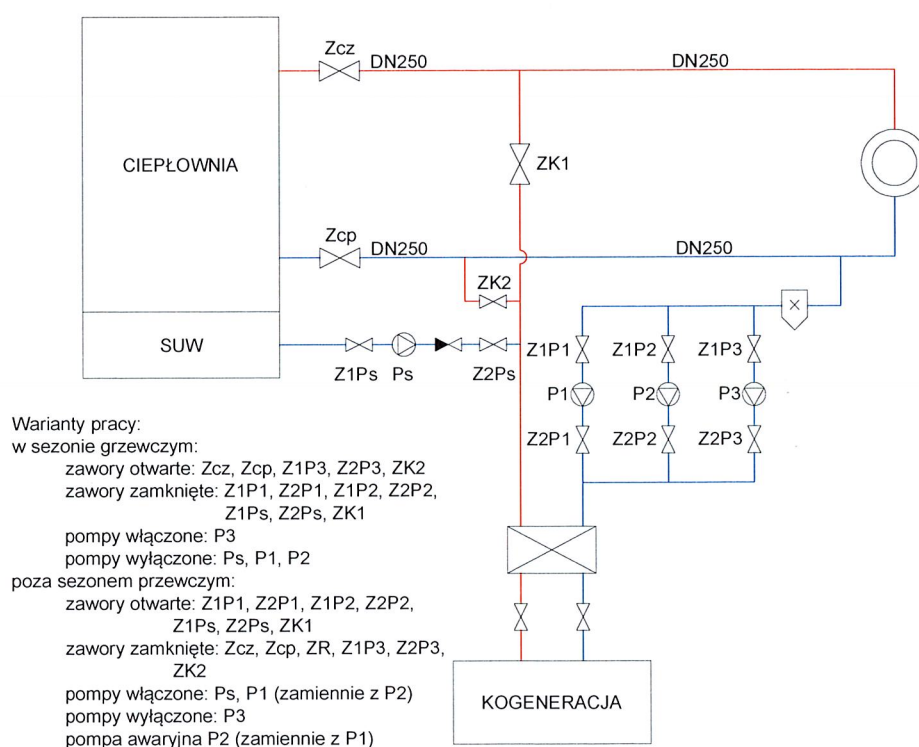 Zcz
DN250
DN250
CIEPŁOWNIA
ZK1
Zcp
DN250
DN250
ZK2
SUW
Z1Ps
Ps
Z2Ps
Z1P1
Z1P2
Z1P3
P1
P2
P3
Z2P1
Z2P2
Z2P3
Warianty pracy:
w sezonie grzewczym:
zawory otwarte: Zcz, Zcp, Z1P3, Z2P3, ZK2
zawory zamknięte: Z1P1, Z2P1, Z1P2, Z2P2,
Z1Ps, Z2Ps, ZK1
pompy włączone: P3
pompy wyłączone: Ps, P1, P2
poza sezonem przewczym:
zawory otwarte: Z1P1, Z2P1, Z1P2, Z2P2,
Z1Ps, Z2Ps, ZK1
zawory zamknięte: Zcz, Zcp, ZR, Z1P3, Z2P3,
ZK2
pompy włączone: Ps, P1 (zamiennie z P2)
pompy wyłączone: P3
pompa awaryjna P2 (zamiennie z P1)
KOGENERACJA